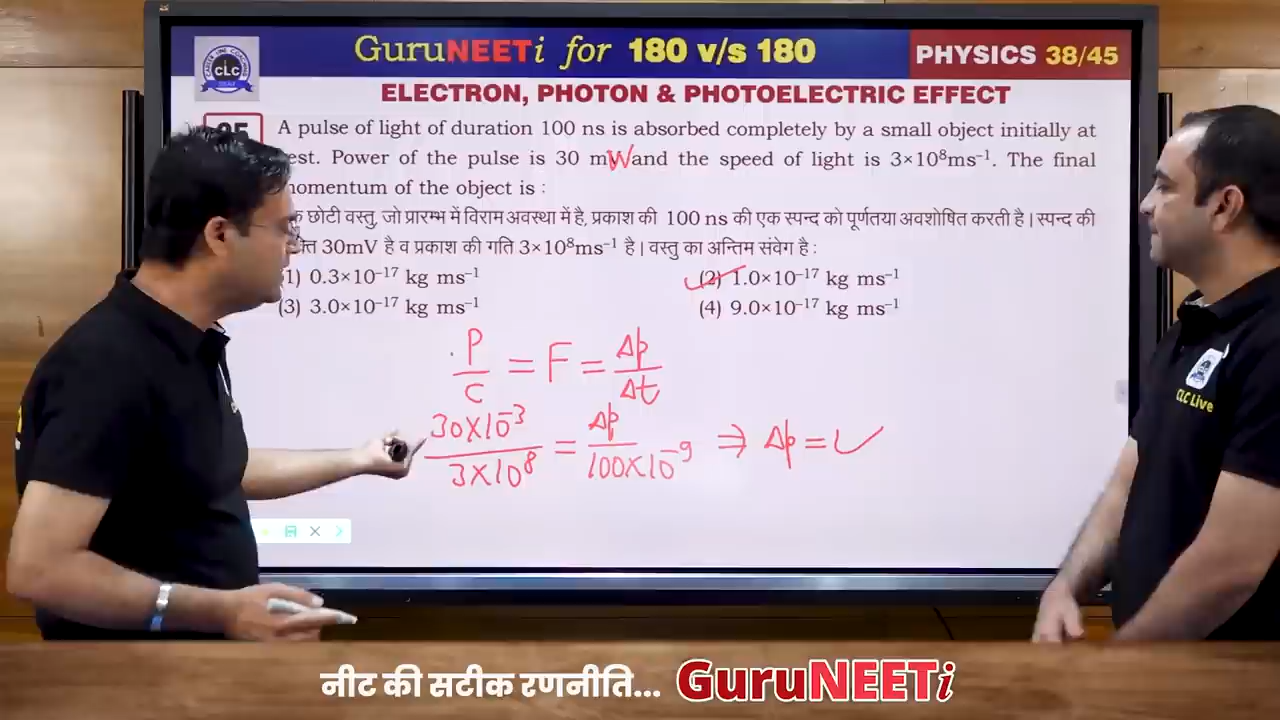 GuruNEETi for 180 v/s 180
PHYSICS 38/45
CLC
ELECTRON, PHOTON & PHOTOELECTRIC EFFECT
A pulse of light of duration 100 ns is absorbed completely by a small object initially at
est. Power of the pulse is 30 mW and the speed of light is 3×10⁸ms⁻¹. The final
momentum of the object is :
क छोटी वस्तु, जो प्रारम्भ में विराम अवस्था में है, प्रकाश की 100 ns की एक स्पन्द को पूर्णतया अवशोषित करती है। स्पन्द की
30mV है व प्रकाश की गति 3×10⁸ms⁻¹ है। वस्तु का अन्तिम संवेग है :
1) 0.3×10⁻¹⁷ kg ms⁻¹
(2) 1.0×10⁻¹⁷ kg ms⁻¹
(3) 3.0×10⁻¹⁷ kg ms⁻¹
(4) 9.0×10⁻¹⁷ kg ms⁻¹
P/C = F = Δp/Δt
30×10⁻³/3×10⁸ = Δp/100×10⁻⁹ ⇒ Δp = ✓
CLC Live
नीट की सटीक रणनीति... GuruNEETi